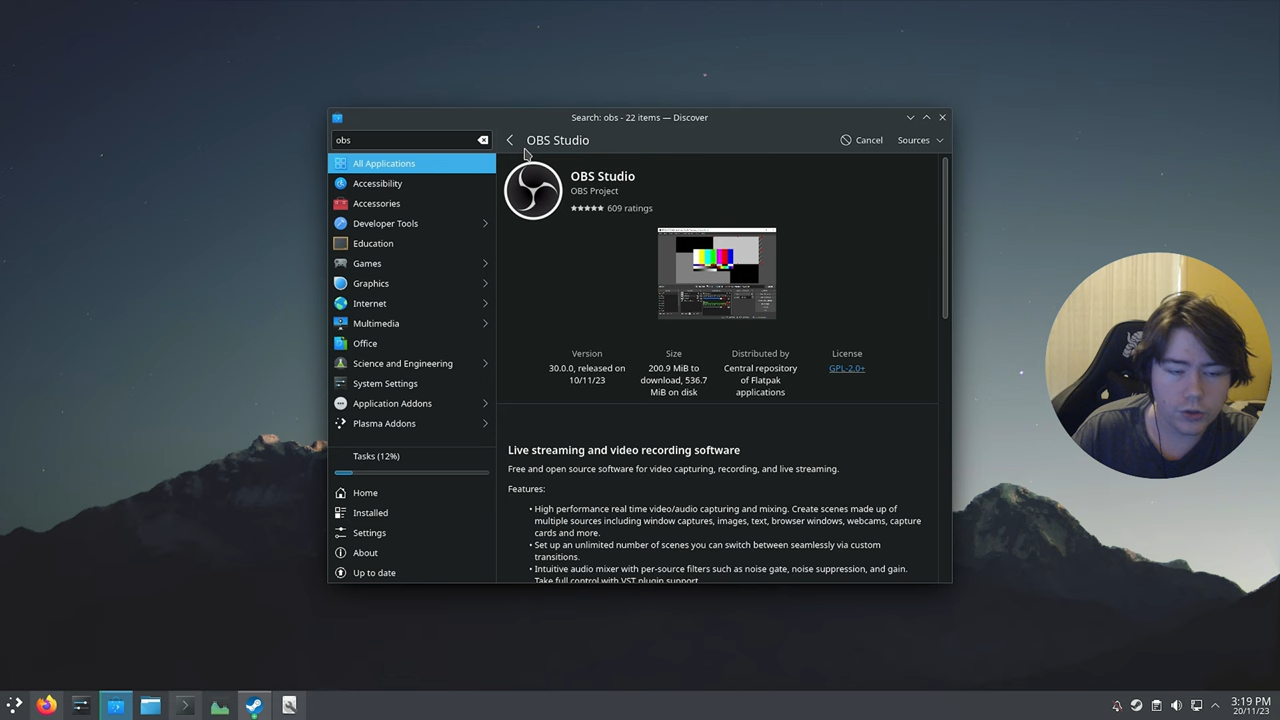 Search: obs - 22 items — Discover
obs
OBS Studio
Cancel
Sources
All Applications
Accessibility
Accessories
Developer Tools
Education
Games
Graphics
Internet
Multimedia
Office
Science and Engineering
System Settings
Application Addons
Plasma Addons
Tasks (12%)
Home
Installed
Settings
About
Up to date
OBS Studio
OBS Project
609 ratings
Version
30.0.0, released on
10/11/23
Size
200.9 MiB to
download, 536.7
MiB on disk
Distributed by
Central repository
of Flatpak
applications
License
GPL-2.0+
Live streaming and video recording software
Free and open source software for video capturing, recording, and live streaming.
Features:
• High performance real time video/audio capturing and mixing. Create scenes made up of
multiple sources including window captures, images, text, browser windows, webcams, capture
cards and more.
• Set up an unlimited number of scenes you can switch between seamlessly via custom
transitions.
• Intuitive audio mixer with per-source filters such as noise gate, noise suppression, and gain.
Take full control with VST plugin support.
3:19 PM
20/11/23